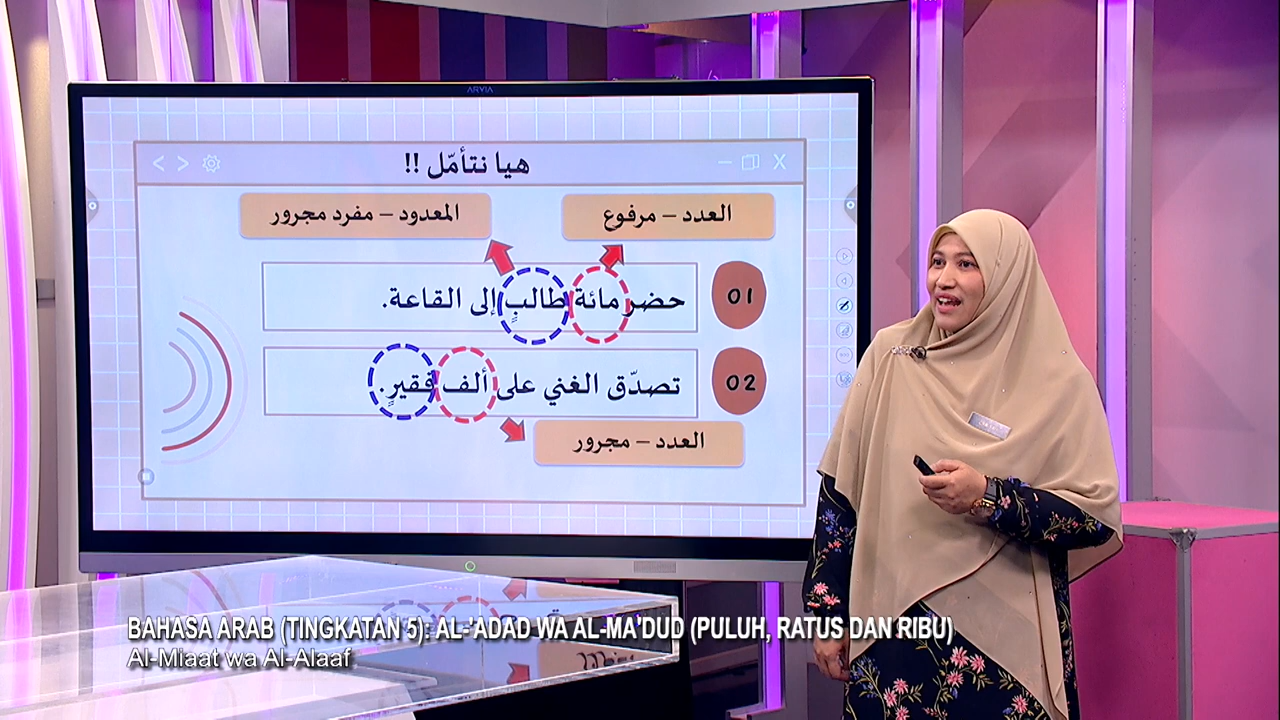 ARVIA
هيا نتأمّل !!
العدد – مرفوع
المعدود – مفرد مجرور
01
حضر مائة طالبٍ إلى القاعة.
02
تصدّق الغني على ألف فقيرٍ.
العدد – مجرور
BAHASA ARAB (TINGKATAN 5): AL-'ADAD WA AL-MA'DUD (PULUH, RATUS DAN RIBU)
Al-MIaat wa Al-Alaaf